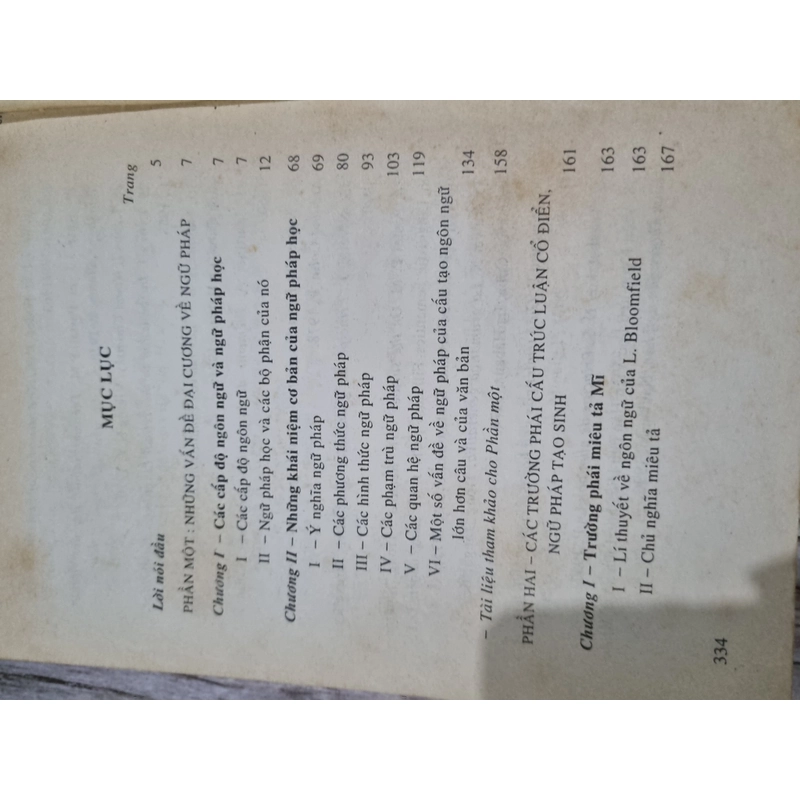 MỤC LỤC
Trang
Lời nói đầu 5
PHẦN MỘT : NHỮNG VẤN ĐỀ ĐẠI CƯƠNG VỀ NGỮ PHÁP 7
Chương I – Các cấp độ ngôn ngữ và ngữ pháp học 7
I – Các cấp độ ngôn ngữ 7
II – Ngữ pháp học và các bộ phận của nó 12
Chương II – Những khái niệm cơ bản của ngữ pháp học 68
I – Ý nghĩa ngữ pháp 69
II – Các phương thức ngữ pháp 80
III – Các hình thức ngữ pháp 93
IV – Các phạm trù ngữ pháp 103
V – Các quan hệ ngữ pháp 119
VI – Một số vấn đề về ngữ pháp của cấu tạo ngôn ngữ
lớn hơn câu và của văn bản 134
– Tài liệu tham khảo cho Phần một 158
PHẦN HAI – CÁC TRƯỜNG PHÁI CẤU TRÚC LUẬN CỔ ĐIỂN,
NGỮ PHÁP TẠO SINH 161
Chương I – Trường phái miêu tả Mĩ 163
I – Lí thuyết về ngôn ngữ của L. Bloomfield 163
II – Chủ nghĩa miêu tả 167
334